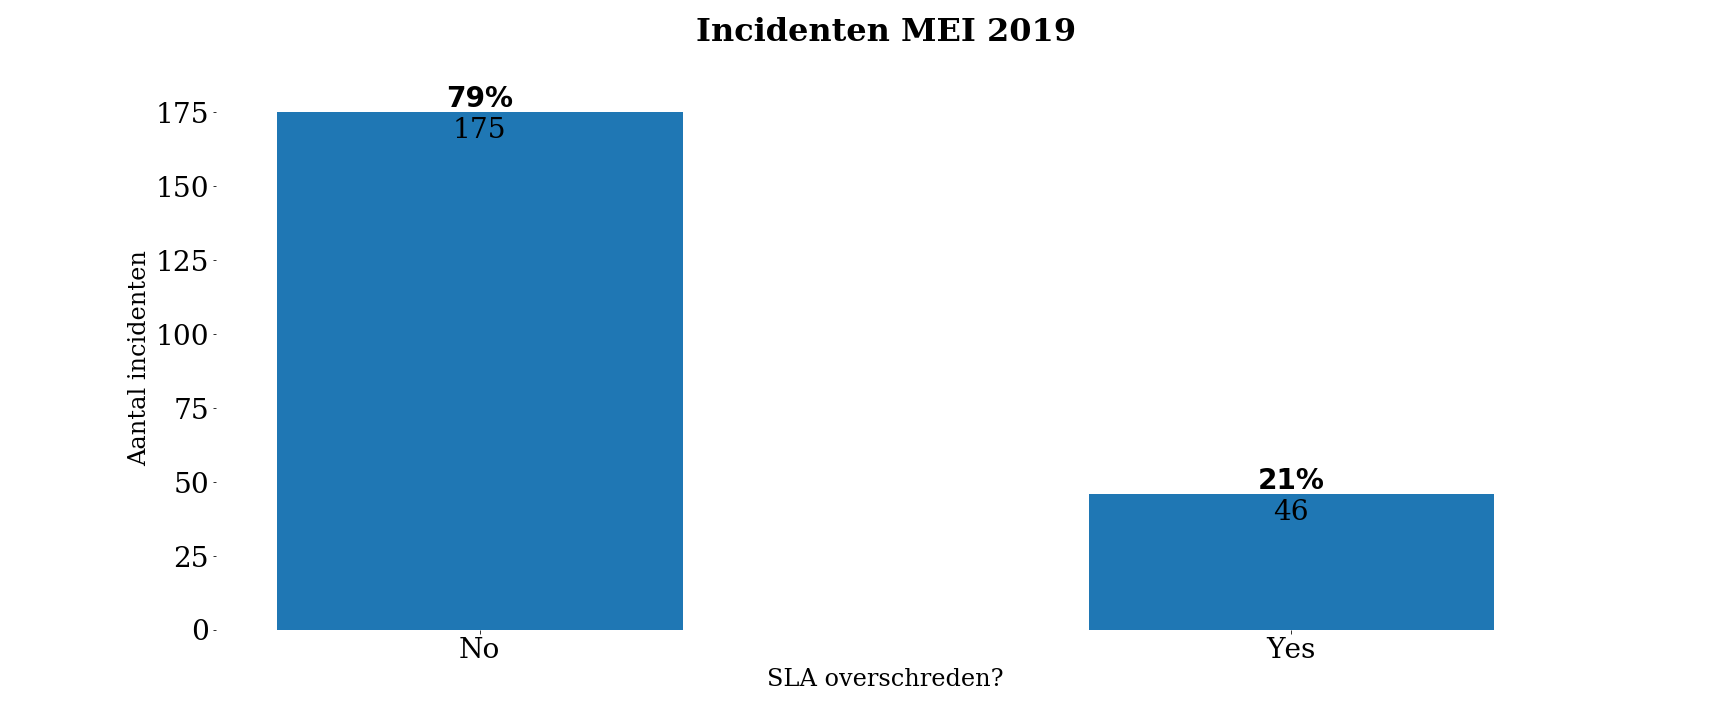 Incidenten MEI 2019
79%
175
175
150
125
100
75
50
25
0
Aantal incidenten
21%
46
No
Yes
SLA overschreden?